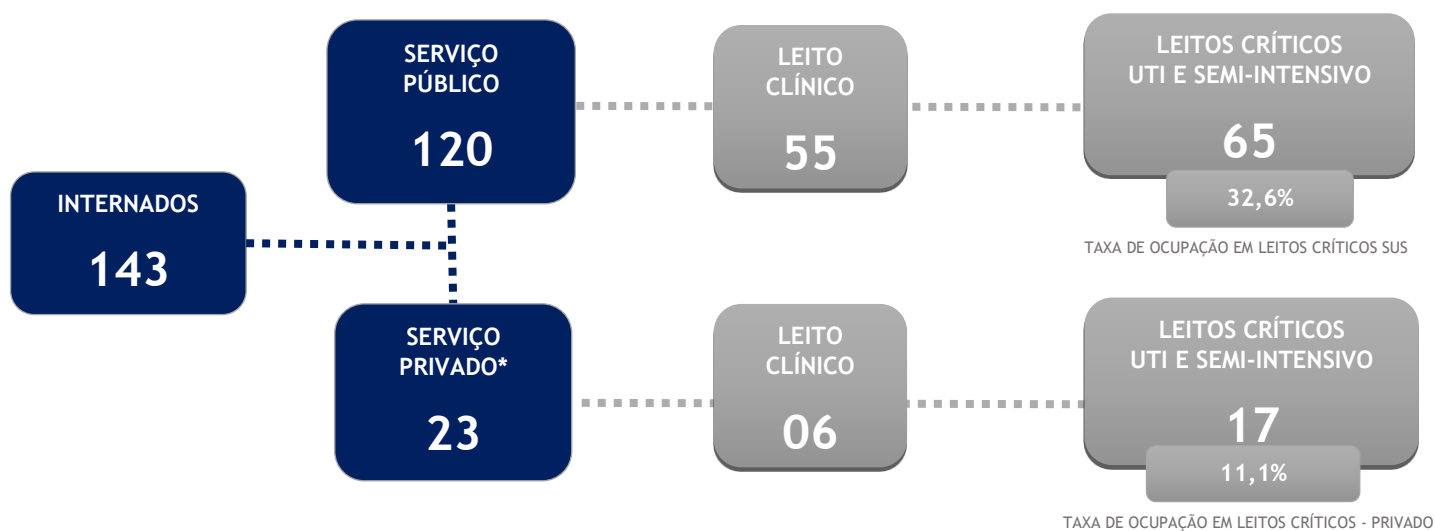 INTERNADOS
143
SERVIÇO
PÚBLICO
120
LEITO
CLÍNICO
55
LEITOS CRÍTICOS
UTI E SEMI-INTENSIVO
65
32,6%
TAXA DE OCUPAÇÃO EM LEITOS CRÍTICOS SUS
SERVIÇO
PRIVADO*
23
LEITO
CLÍNICO
06
LEITOS CRÍTICOS
UTI E SEMI-INTENSIVO
17
11,1%
TAXA DE OCUPAÇÃO EM LEITOS CRÍTICOS - PRIVADO